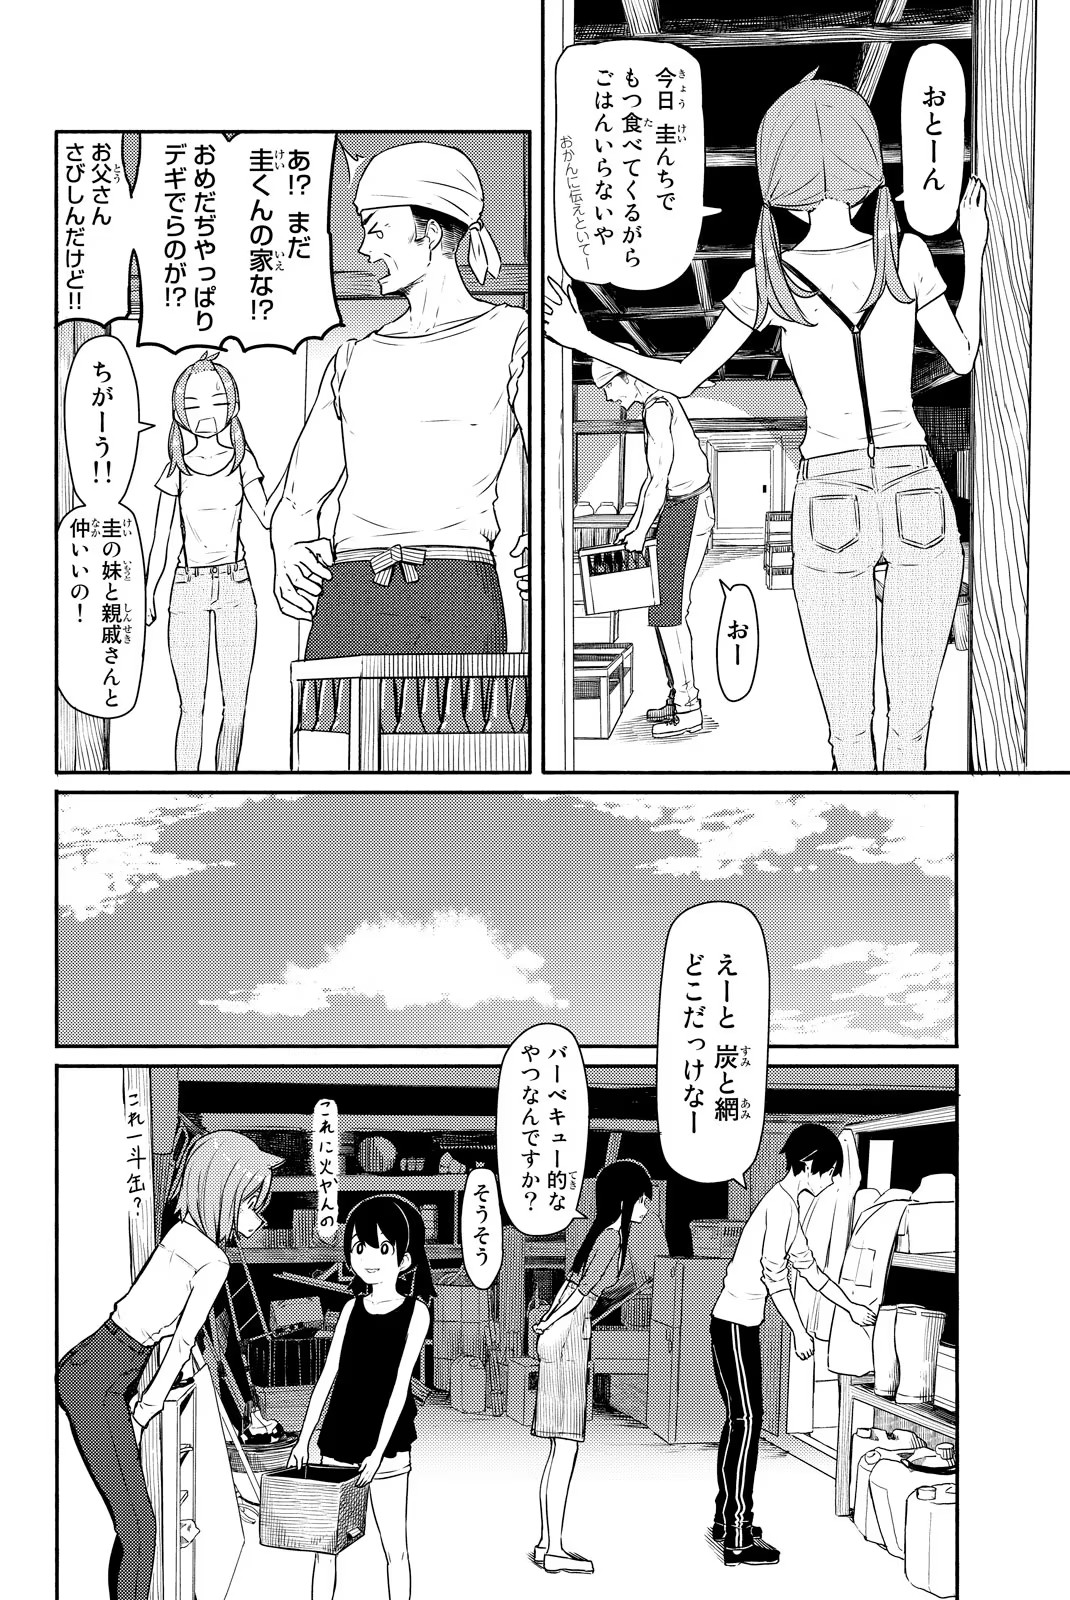 おとーん
今日 圭んちで
もつ食べてくるがら
ごはんいらないや
おかんに伝えといてー
おー
あ!? まだ
圭くんの家な!?
おめだぢやっぱり
デギでらのが!?
お父さん
さびしんだけど!!
ちがーう!!
圭の妹と親戚さんと
仲いいの!
えーと 炭と網
どこだっけなー
バーベキュー的な
やつなんですか?
そうそう
これに火やんの
これ一斗缶?